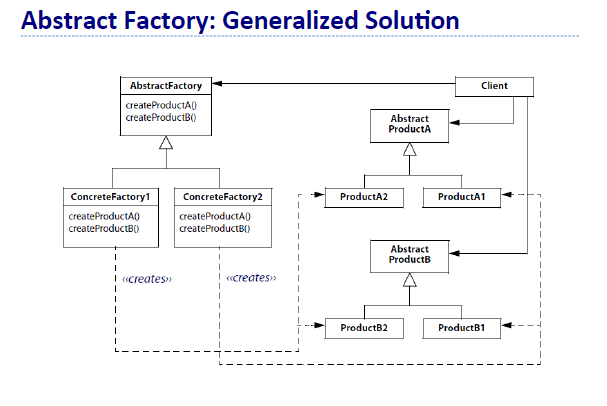 Abstract Factory: Generalized Solution
AbstractFactory
createProductA()
createProductB()
Client
Abstract
ProductA
ConcreteFactory1
createProductA()
createProductB()
ConcreteFactory2
createProductA()
createProductB()
ProductA2
ProductA1
Abstract
ProductB
«creates»
«creates»
ProductB2
ProductB1